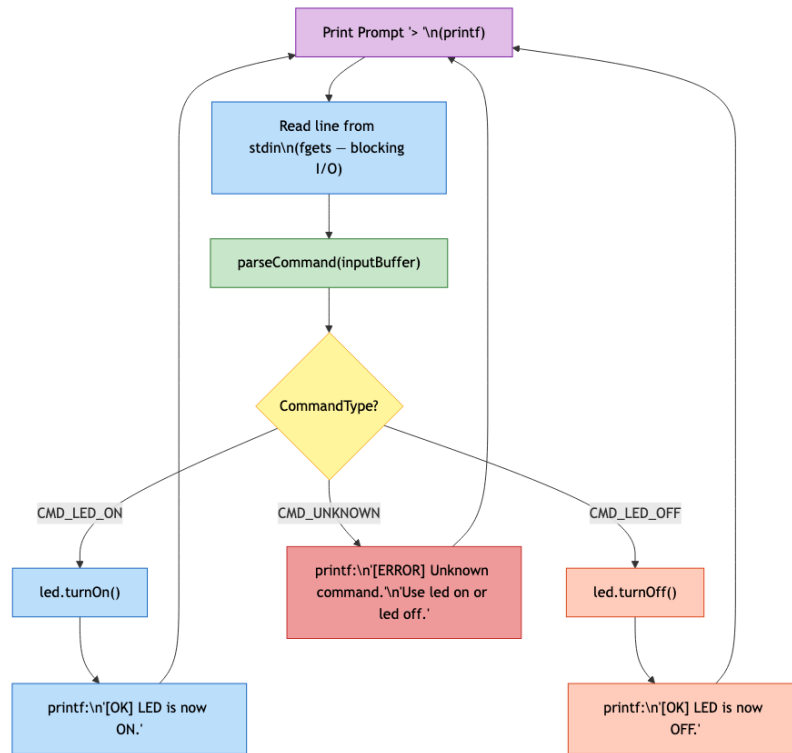 Print Prompt '> '\n(printf)
Read line from
stdin\n(fgets — blocking
I/O)
parseCommand(inputBuffer)
CommandType?
CMD_LED_ON
CMD_UNKNOWN
CMD_LED_OFF
led.turnOn()
printf:\n'[ERROR] Unknown
command.'\n'Use led on or
led off.'
led.turnOff()
printf:\n'[OK] LED is now
ON.'
printf:\n'[OK] LED is now
OFF.'